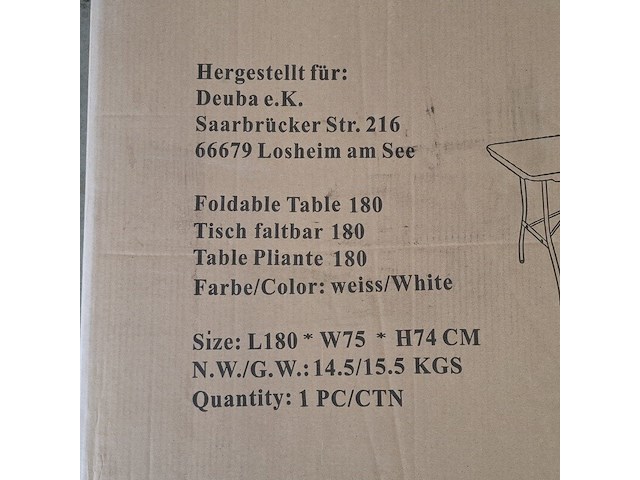 Hergestellt für:
Deuba e.K.
Saarbrücker Str. 216
66679 Losheim am See
Foldable Table 180
Tisch faltbar 180
Table Pliante 180
Farbe/Color: weiss/White
Size: L180 * W75 * H74 CM
N.W./G.W.: 14.5/15.5 KGS
Quantity: 1 PC/CTN